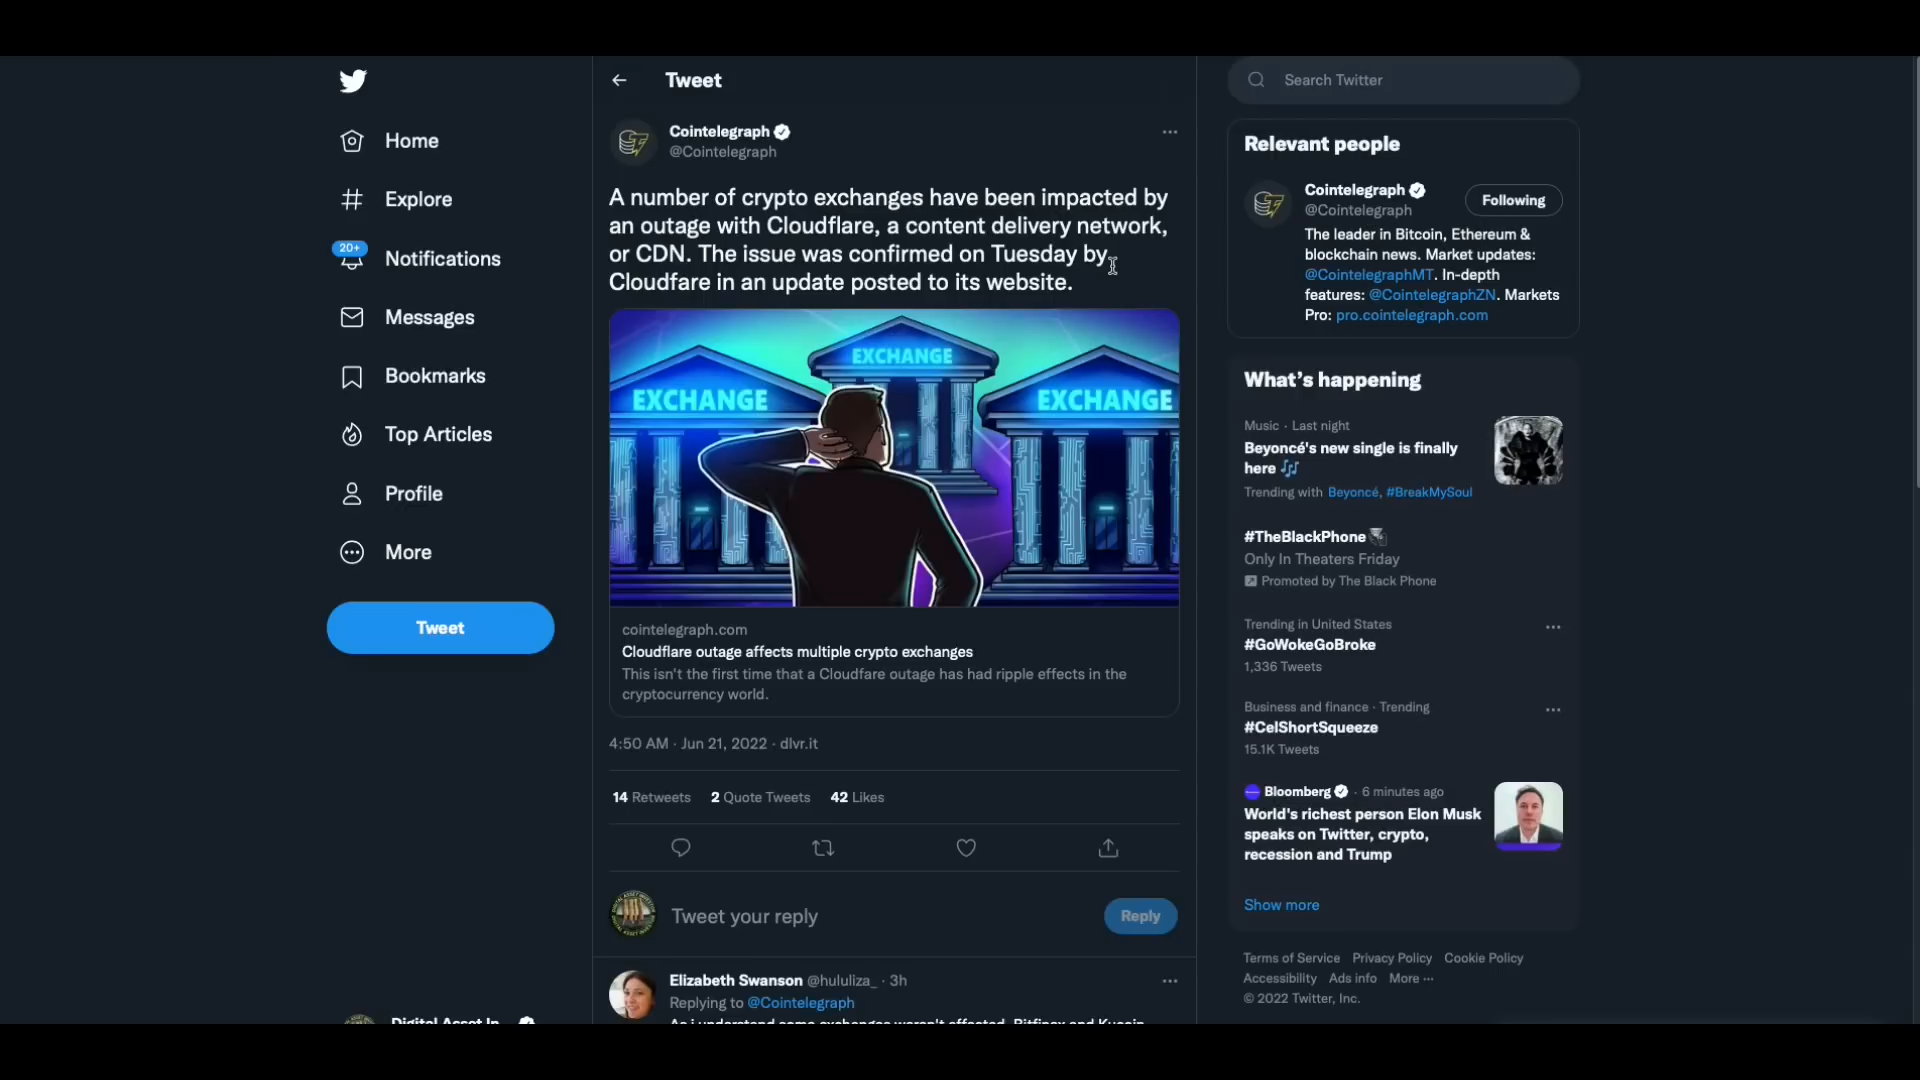 Home
Explore
20+
Notifications
Messages
Bookmarks
Top Articles
Profile
More
Tweet
Tweet
Cointelegraph
@Cointelegraph
A number of crypto exchanges have been impacted by
an outage with Cloudflare, a content delivery network,
or CDN. The issue was confirmed on Tuesday by
Cloudfare in an update posted to its website.
EXCHANGE
EXCHANGE
EXCHANGE
cointelegraph.com
Cloudflare outage affects multiple crypto exchanges
This isn't the first time that a Cloudfare outage has had ripple effects in the
cryptocurrency world.
4:50 AM · Jun 21, 2022 · dlvr.it
14 Retweets 2 Quote Tweets 42 Likes
Tweet your reply
Reply
Elizabeth Swanson @hululiza_ · 3h
Replying to @Cointelegraph
As i understand some exchanges weren't affected. Bitfinex and Kucoin
Search Twitter
Relevant people
Cointelegraph
@Cointelegraph
Following
The leader in Bitcoin, Ethereum &
blockchain news. Market updates:
@CointelegraphMT. In-depth
features: @CointelegraphZN. Markets
Pro: pro.cointelegraph.com
What's happening
Music · Last night
Beyoncé's new single is finally
here
Trending with Beyoncé, #BreakMySoul
#TheBlackPhone
Only In Theaters Friday
Promoted by The Black Phone
Trending in United States
#GoWokeGoBroke
1,336 Tweets
Business and finance · Trending
#CelShortSqueeze
15.1K Tweets
Bloomberg · 6 minutes ago
World's richest person Elon Musk
speaks on Twitter, crypto,
recession and Trump
Show more
Terms of Service Privacy Policy Cookie Policy
Accessibility Ads info More ···
© 2022 Twitter, Inc.
Digital Asset In